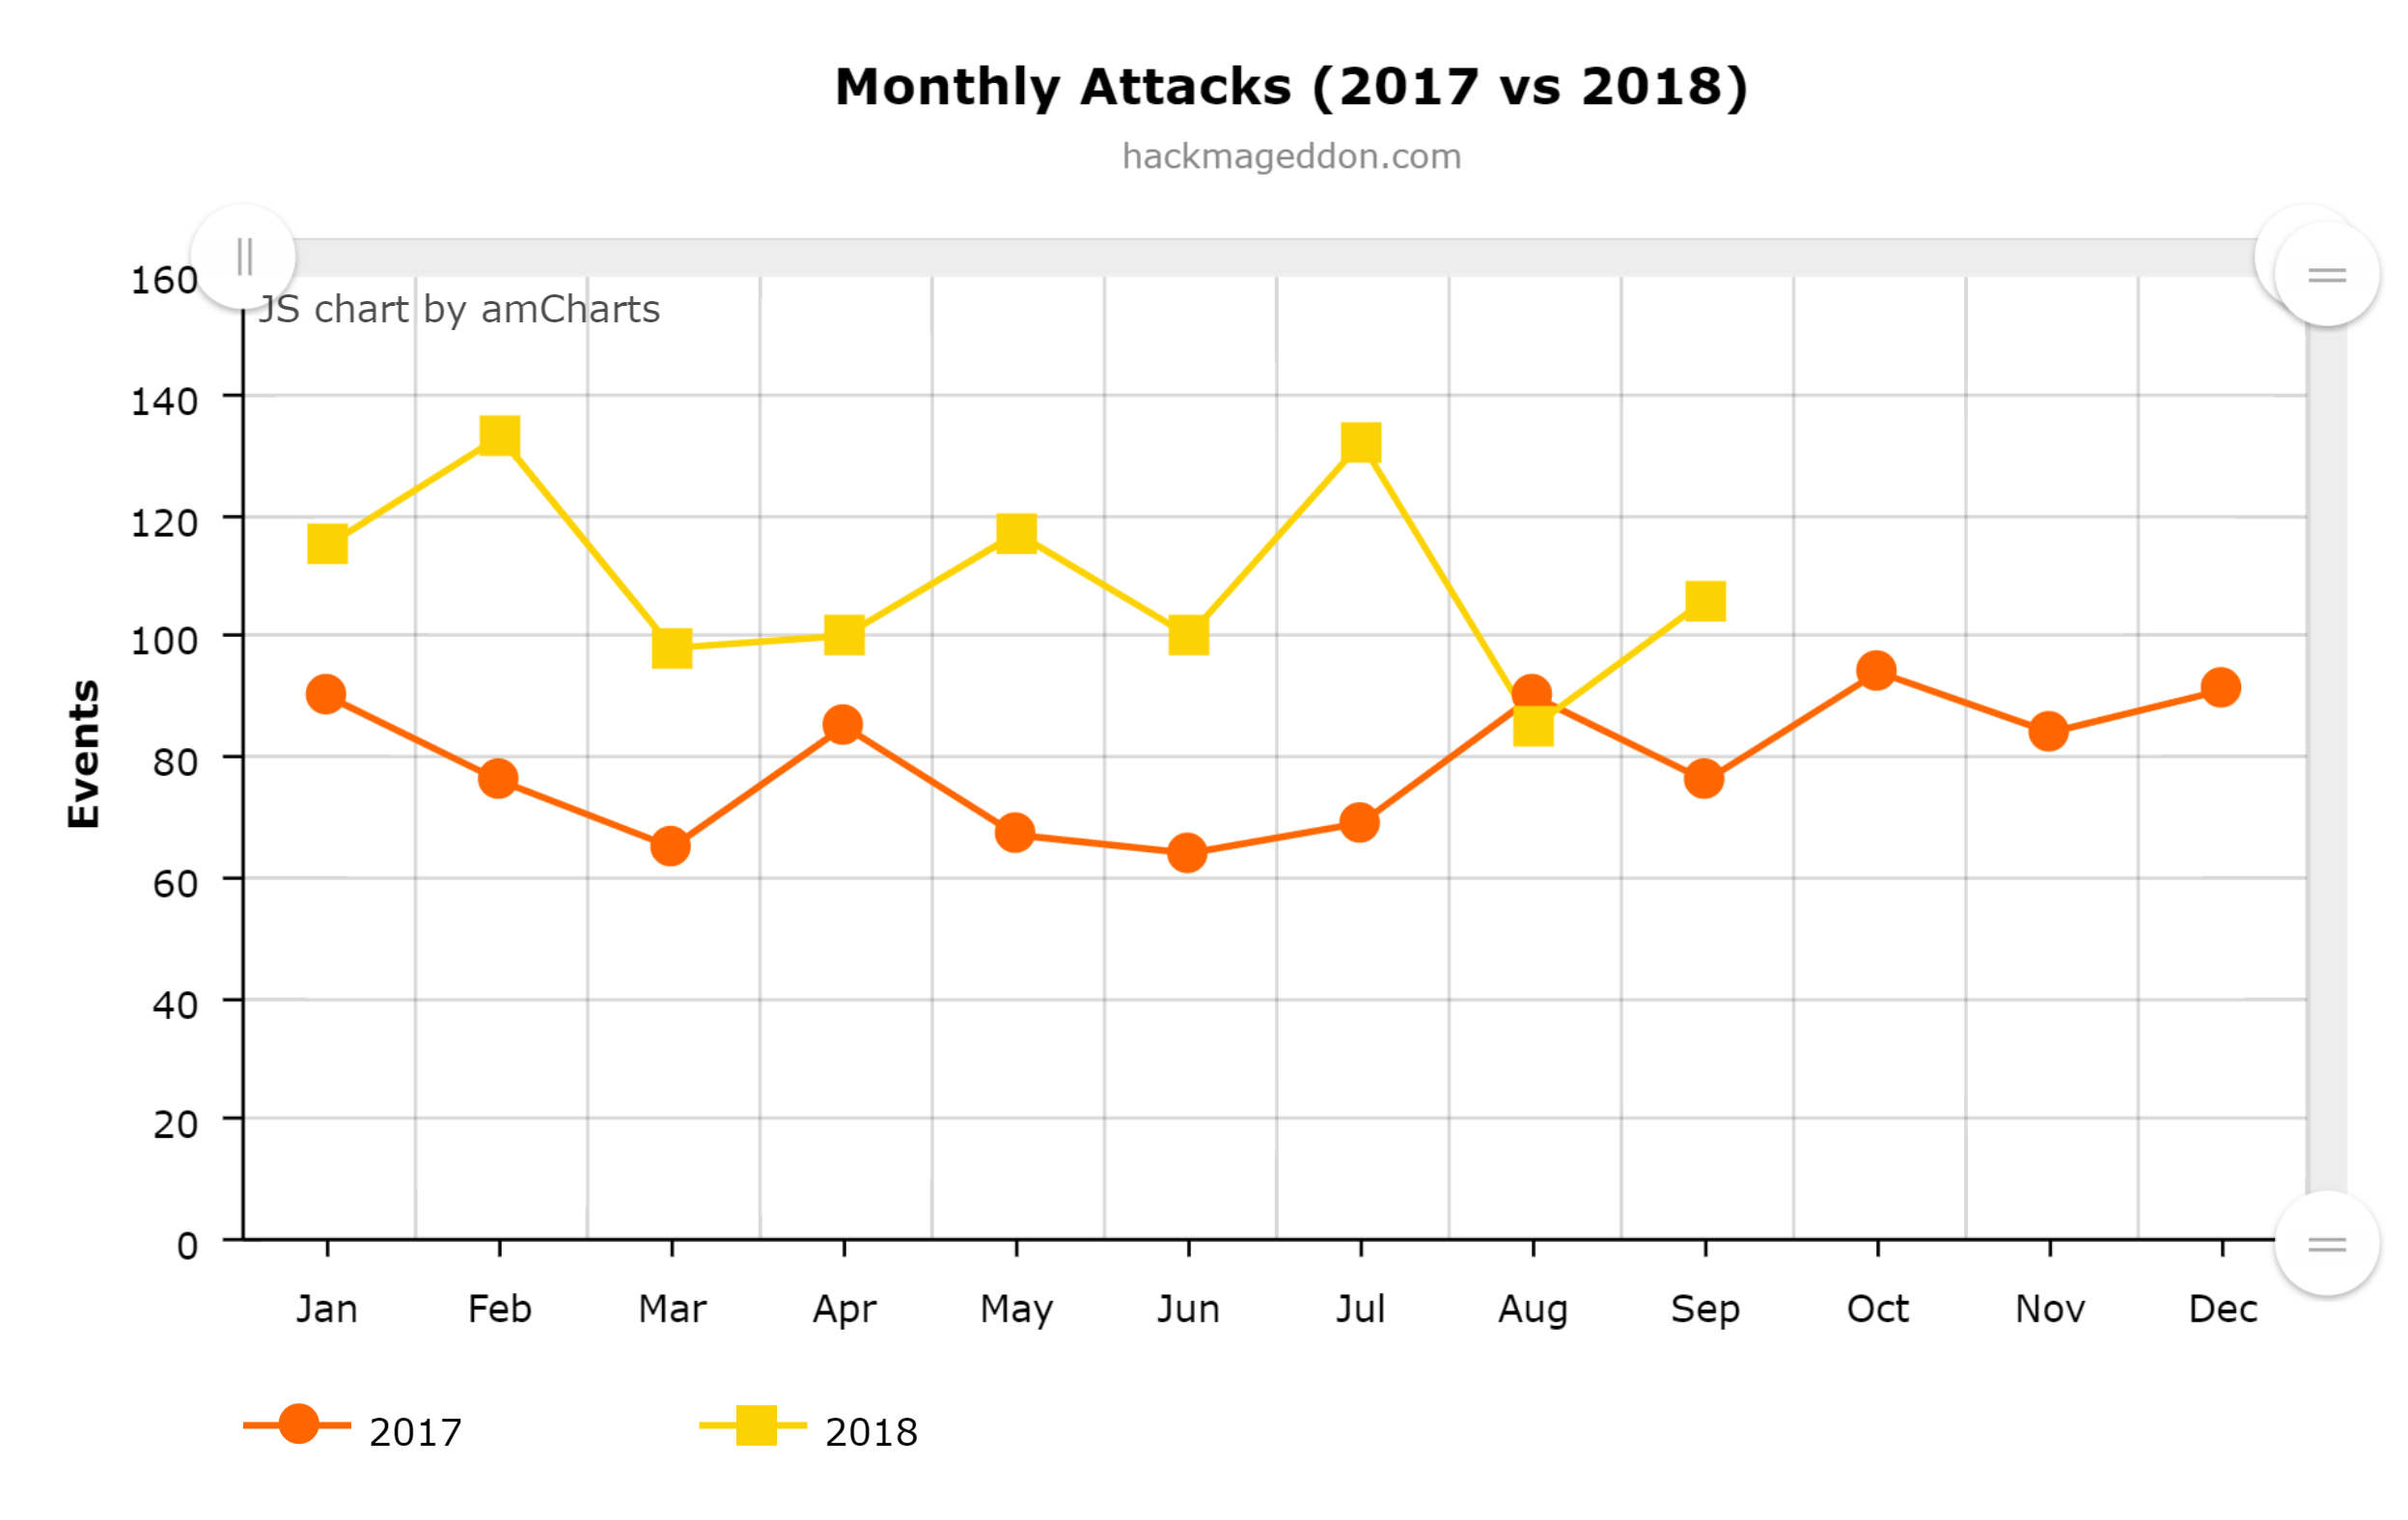 Monthly Attacks (2017 vs 2018)
hackmageddon.com
JS chart by amCharts
160
140
120
100
80
60
40
20
0
Events
Jan Feb Mar Apr May Jun Jul Aug Sep Oct Nov Dec
2017 2018